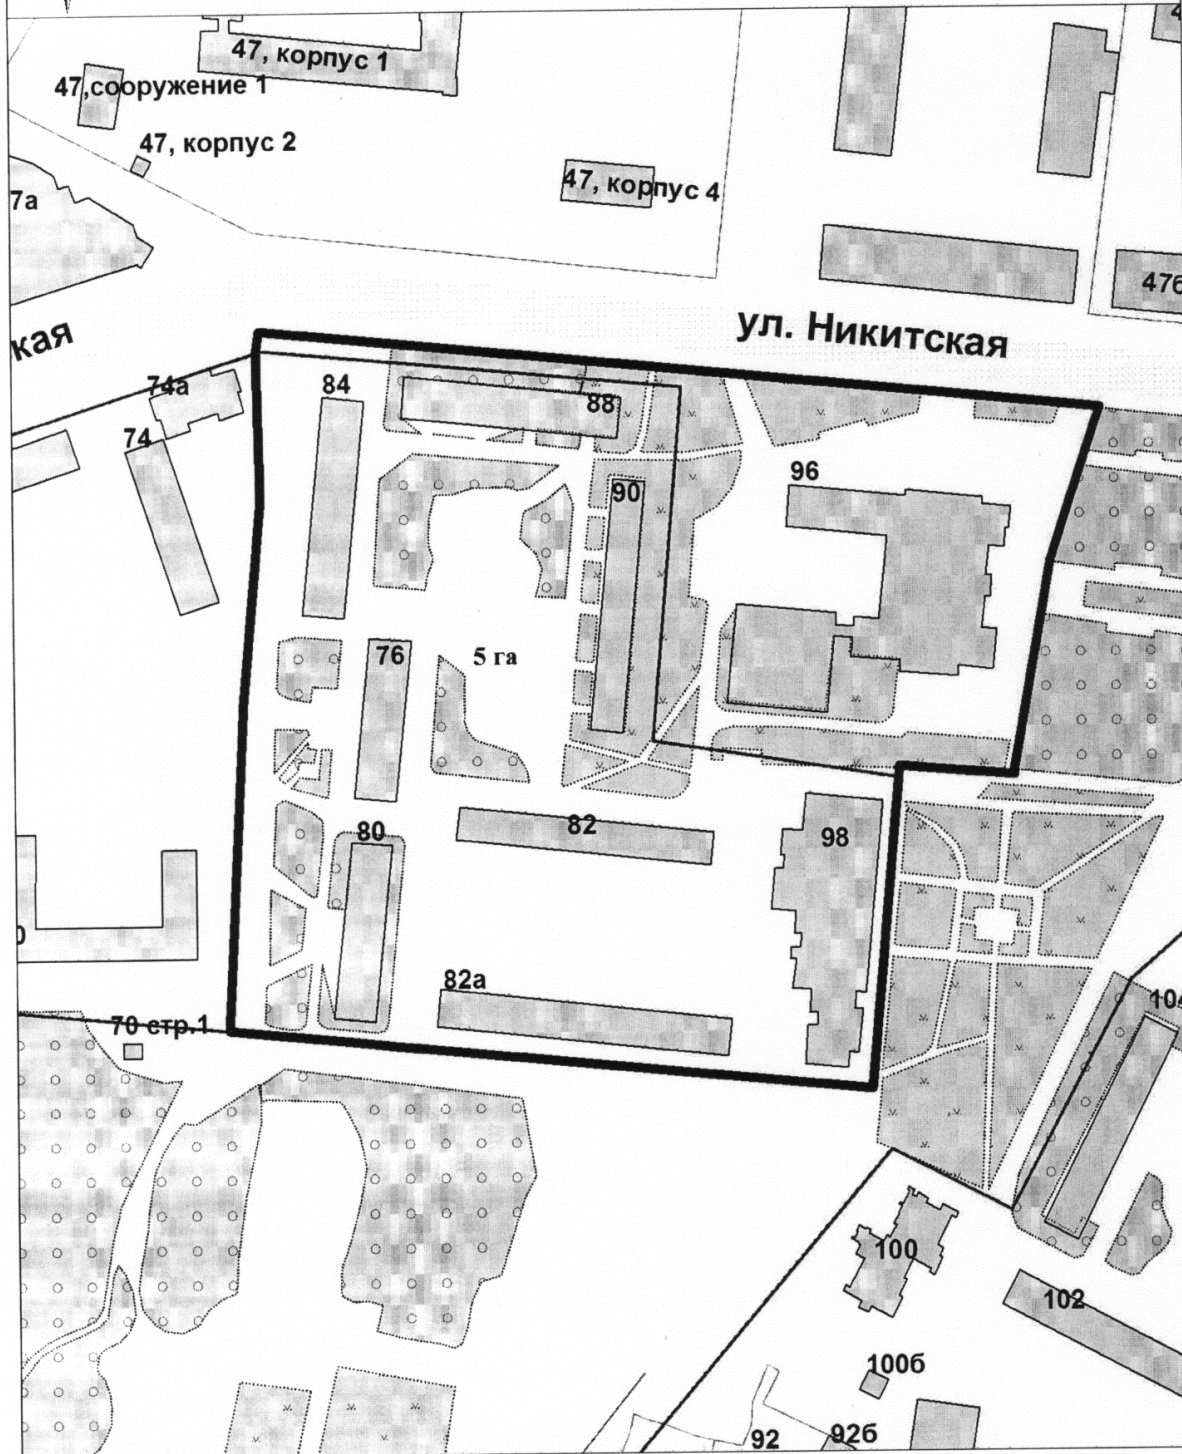 47, корпус 1
47,сооружение 1
47, корпус 2
47, корпус 4
7а
47б
ул. Никитская
кая
74а
84
88
74
96
90
76
5 га
80
82
98
82а
70 стр.1
104
100
102
100б
92
92б